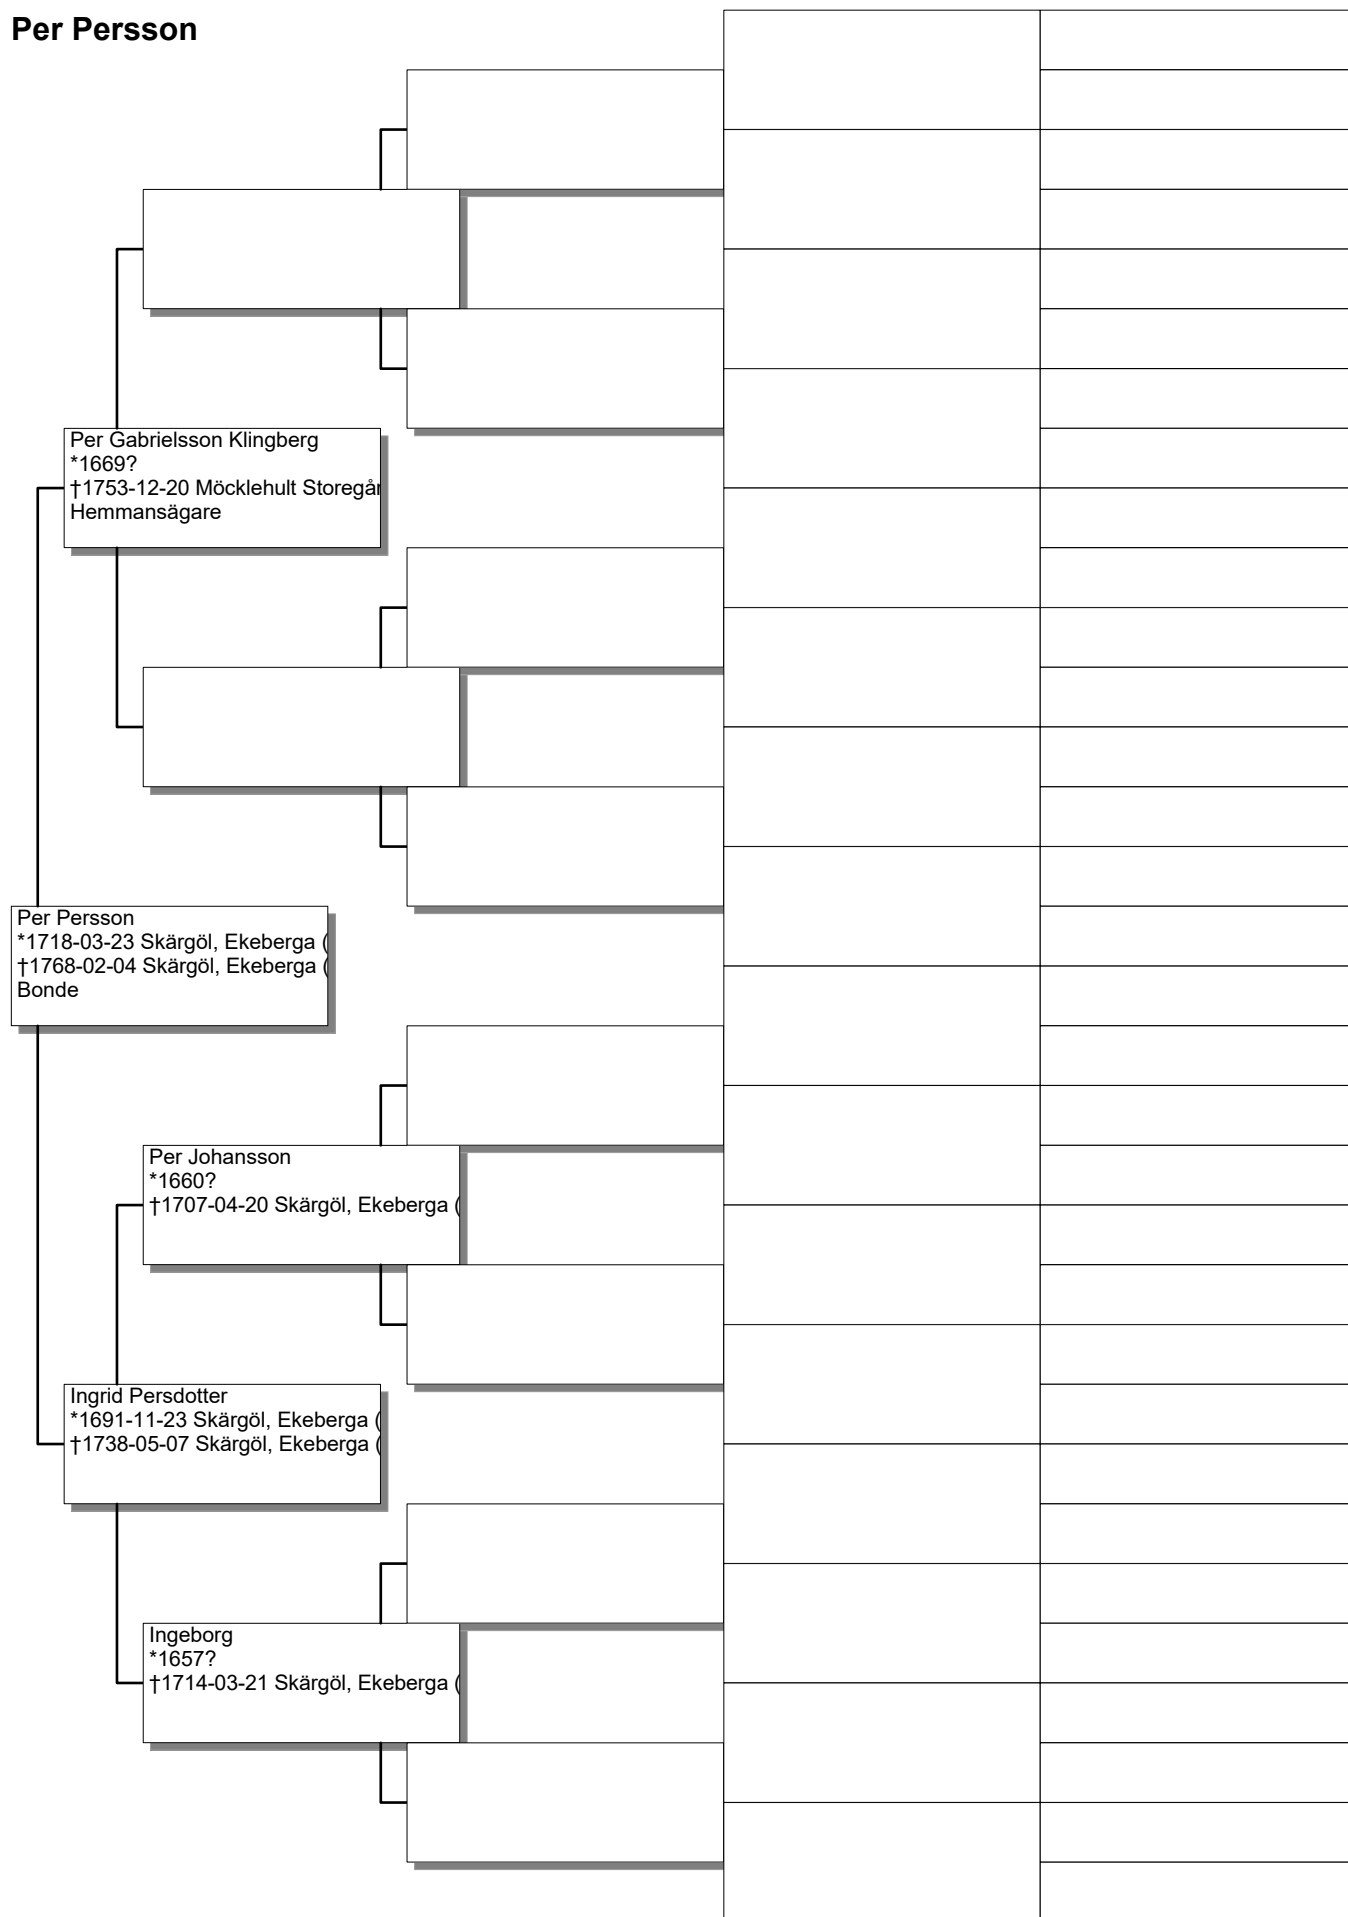 Per Persson
Per Gabrielsson Klingberg
*1669?
†1753-12-20 Möcklehult Storegår
Hemmansägare
Per Persson
*1718-03-23 Skärgöl, Ekeberga (
†1768-02-04 Skärgöl, Ekeberga (
Bonde
Per Johansson
*1660?
†1707-04-20 Skärgöl, Ekeberga (
Ingrid Persdotter
*1691-11-23 Skärgöl, Ekeberga (
†1738-05-07 Skärgöl, Ekeberga (
Ingeborg
*1657?
†1714-03-21 Skärgöl, Ekeberga (